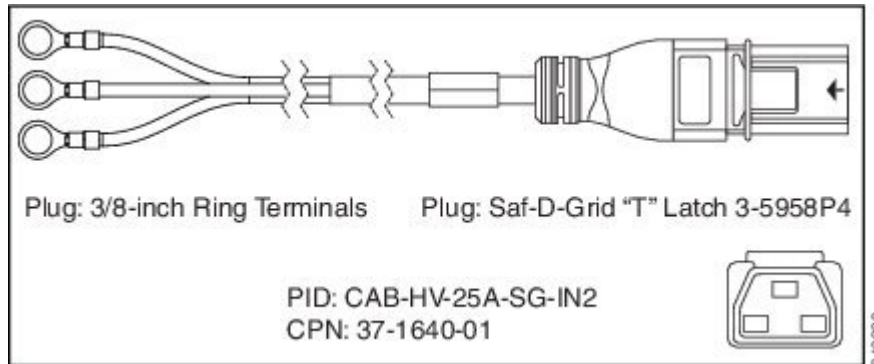 Plug: 3/8-inch Ring Terminals
Plug: Saf-D-Grid “T” Latch 3-5958P4
PID: CAB-HV-25A-SG-IN2
CPN: 37-1640-01